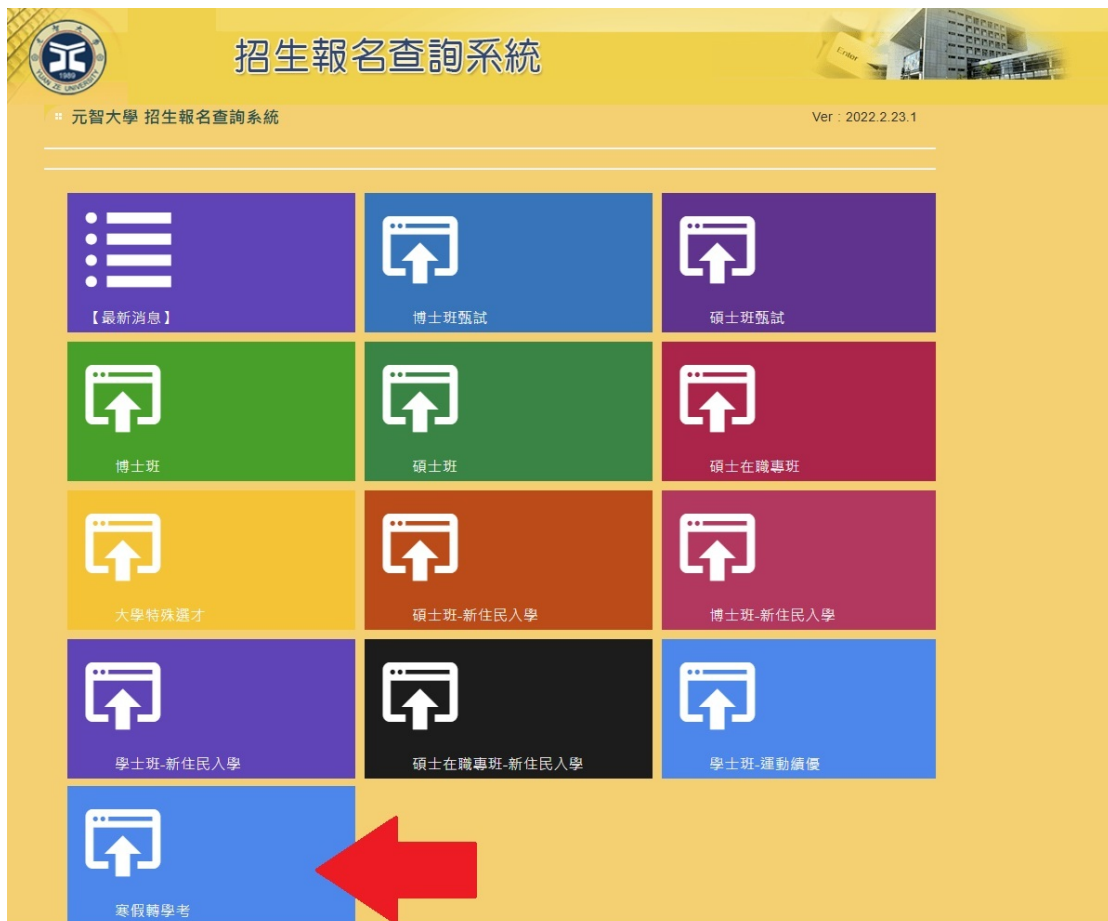 招生報名查詢系統
Enter
YUAN ZE UNIVERSITY
1989
元智大學 招生報名查詢系統
Ver : 2022.2.23.1
【最新消息】
博士班甄試
碩士班甄試
博士班
碩士班
碩士在職專班
大學特殊選才
碩士班-新住民入學
博士班-新住民入學
學士班-新住民入學
碩士在職專班-新住民入學
學士班-運動績優
寒假轉學考